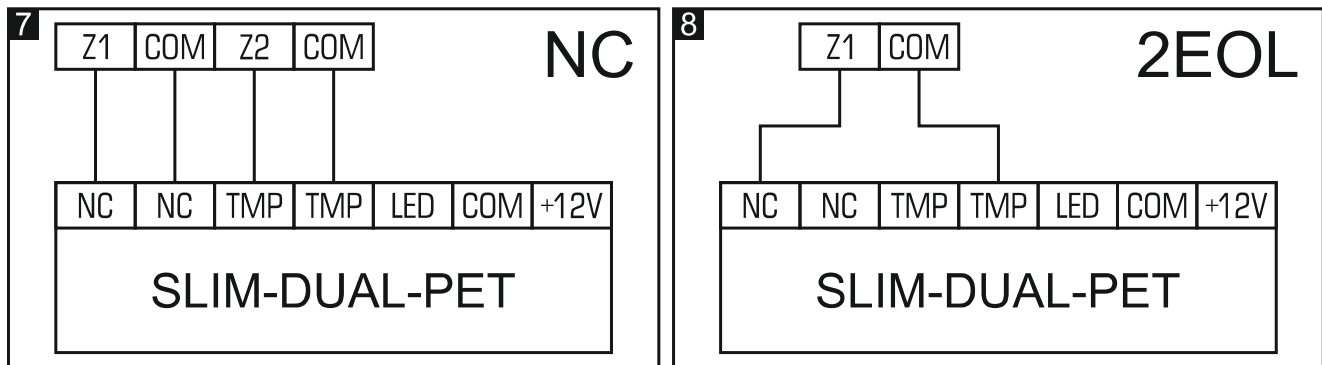 7
Z1 COM Z2 COM
NC
NC NC TMP TMP LED COM +12V
SLIM-DUAL-PET
8
Z1 COM
2EOL
NC NC TMP TMP LED COM +12V
SLIM-DUAL-PET